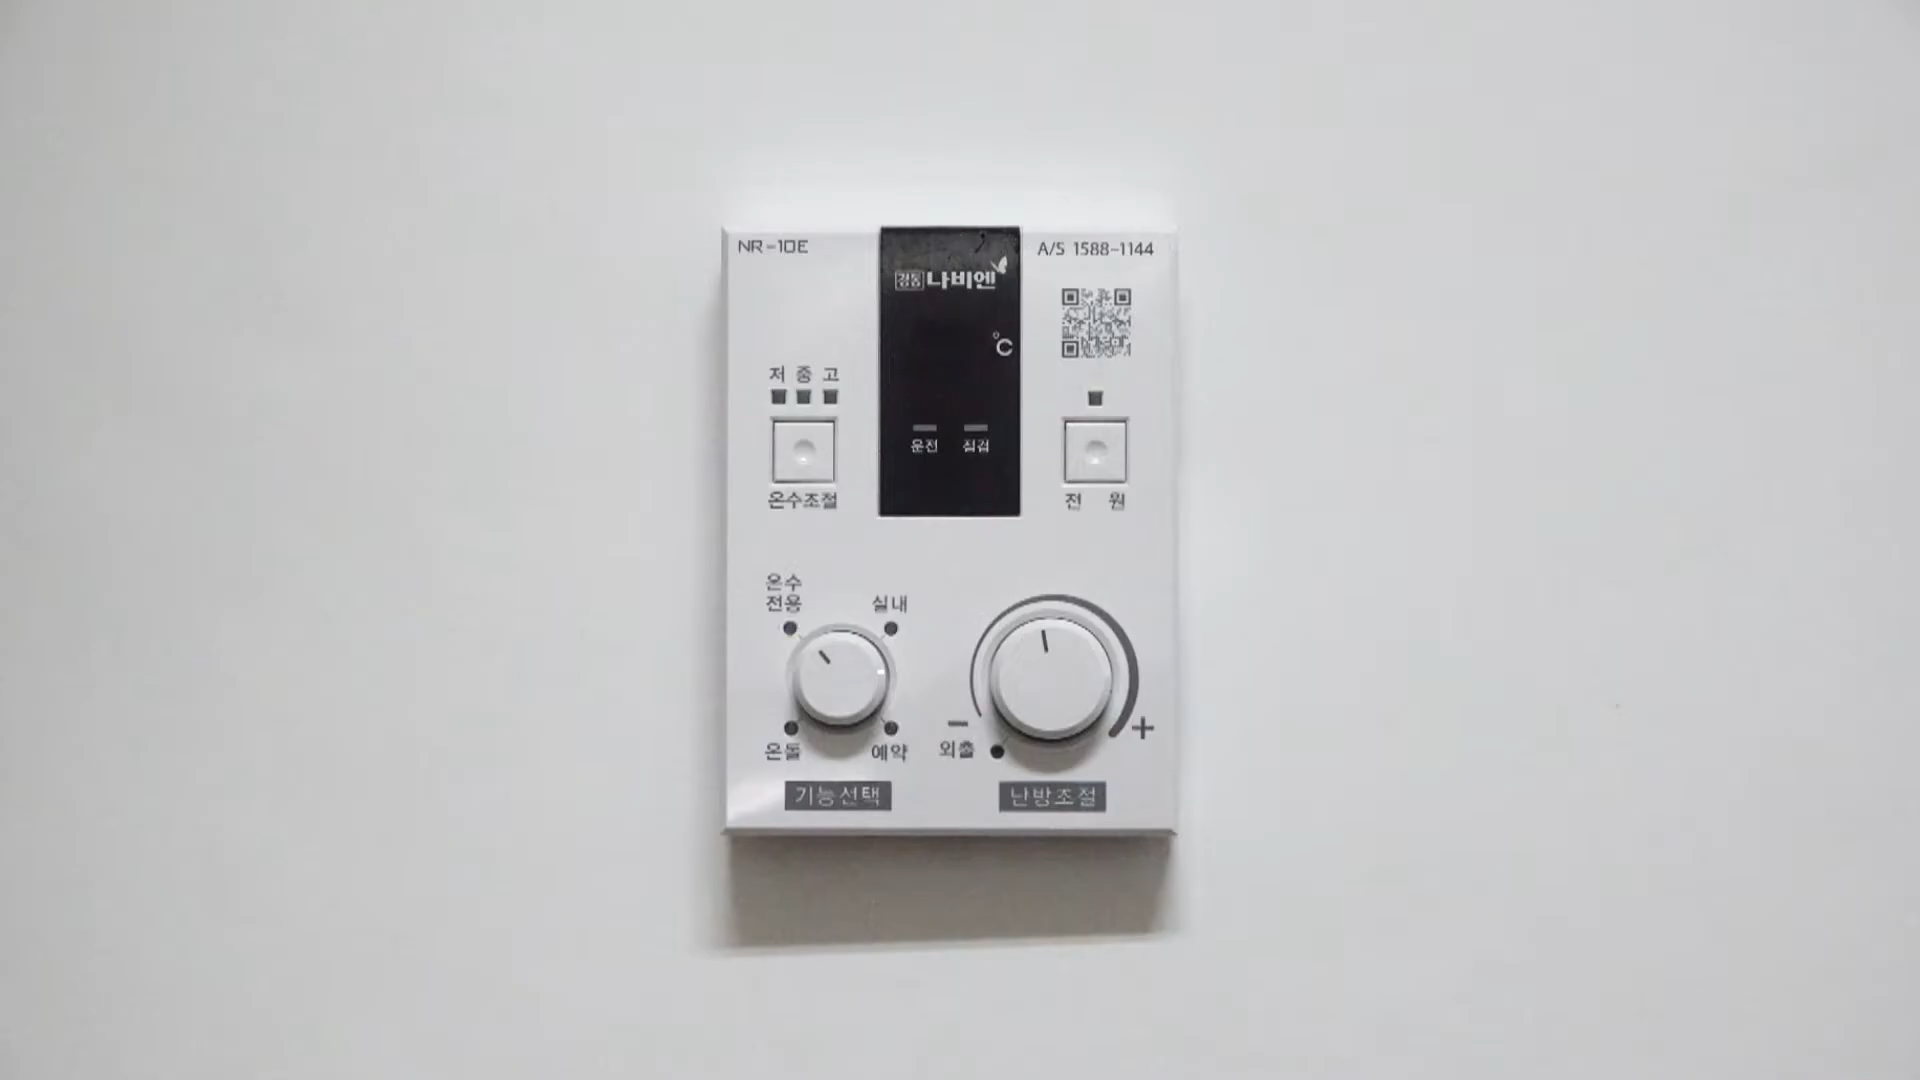 NR-10E
경동 나비엔
A/S 1588-1144
°C
저 중 고
운전 점검
온수조절
전 원
온수
전용
실내
온돌
예약
- +
외출
기능선택
난방조절